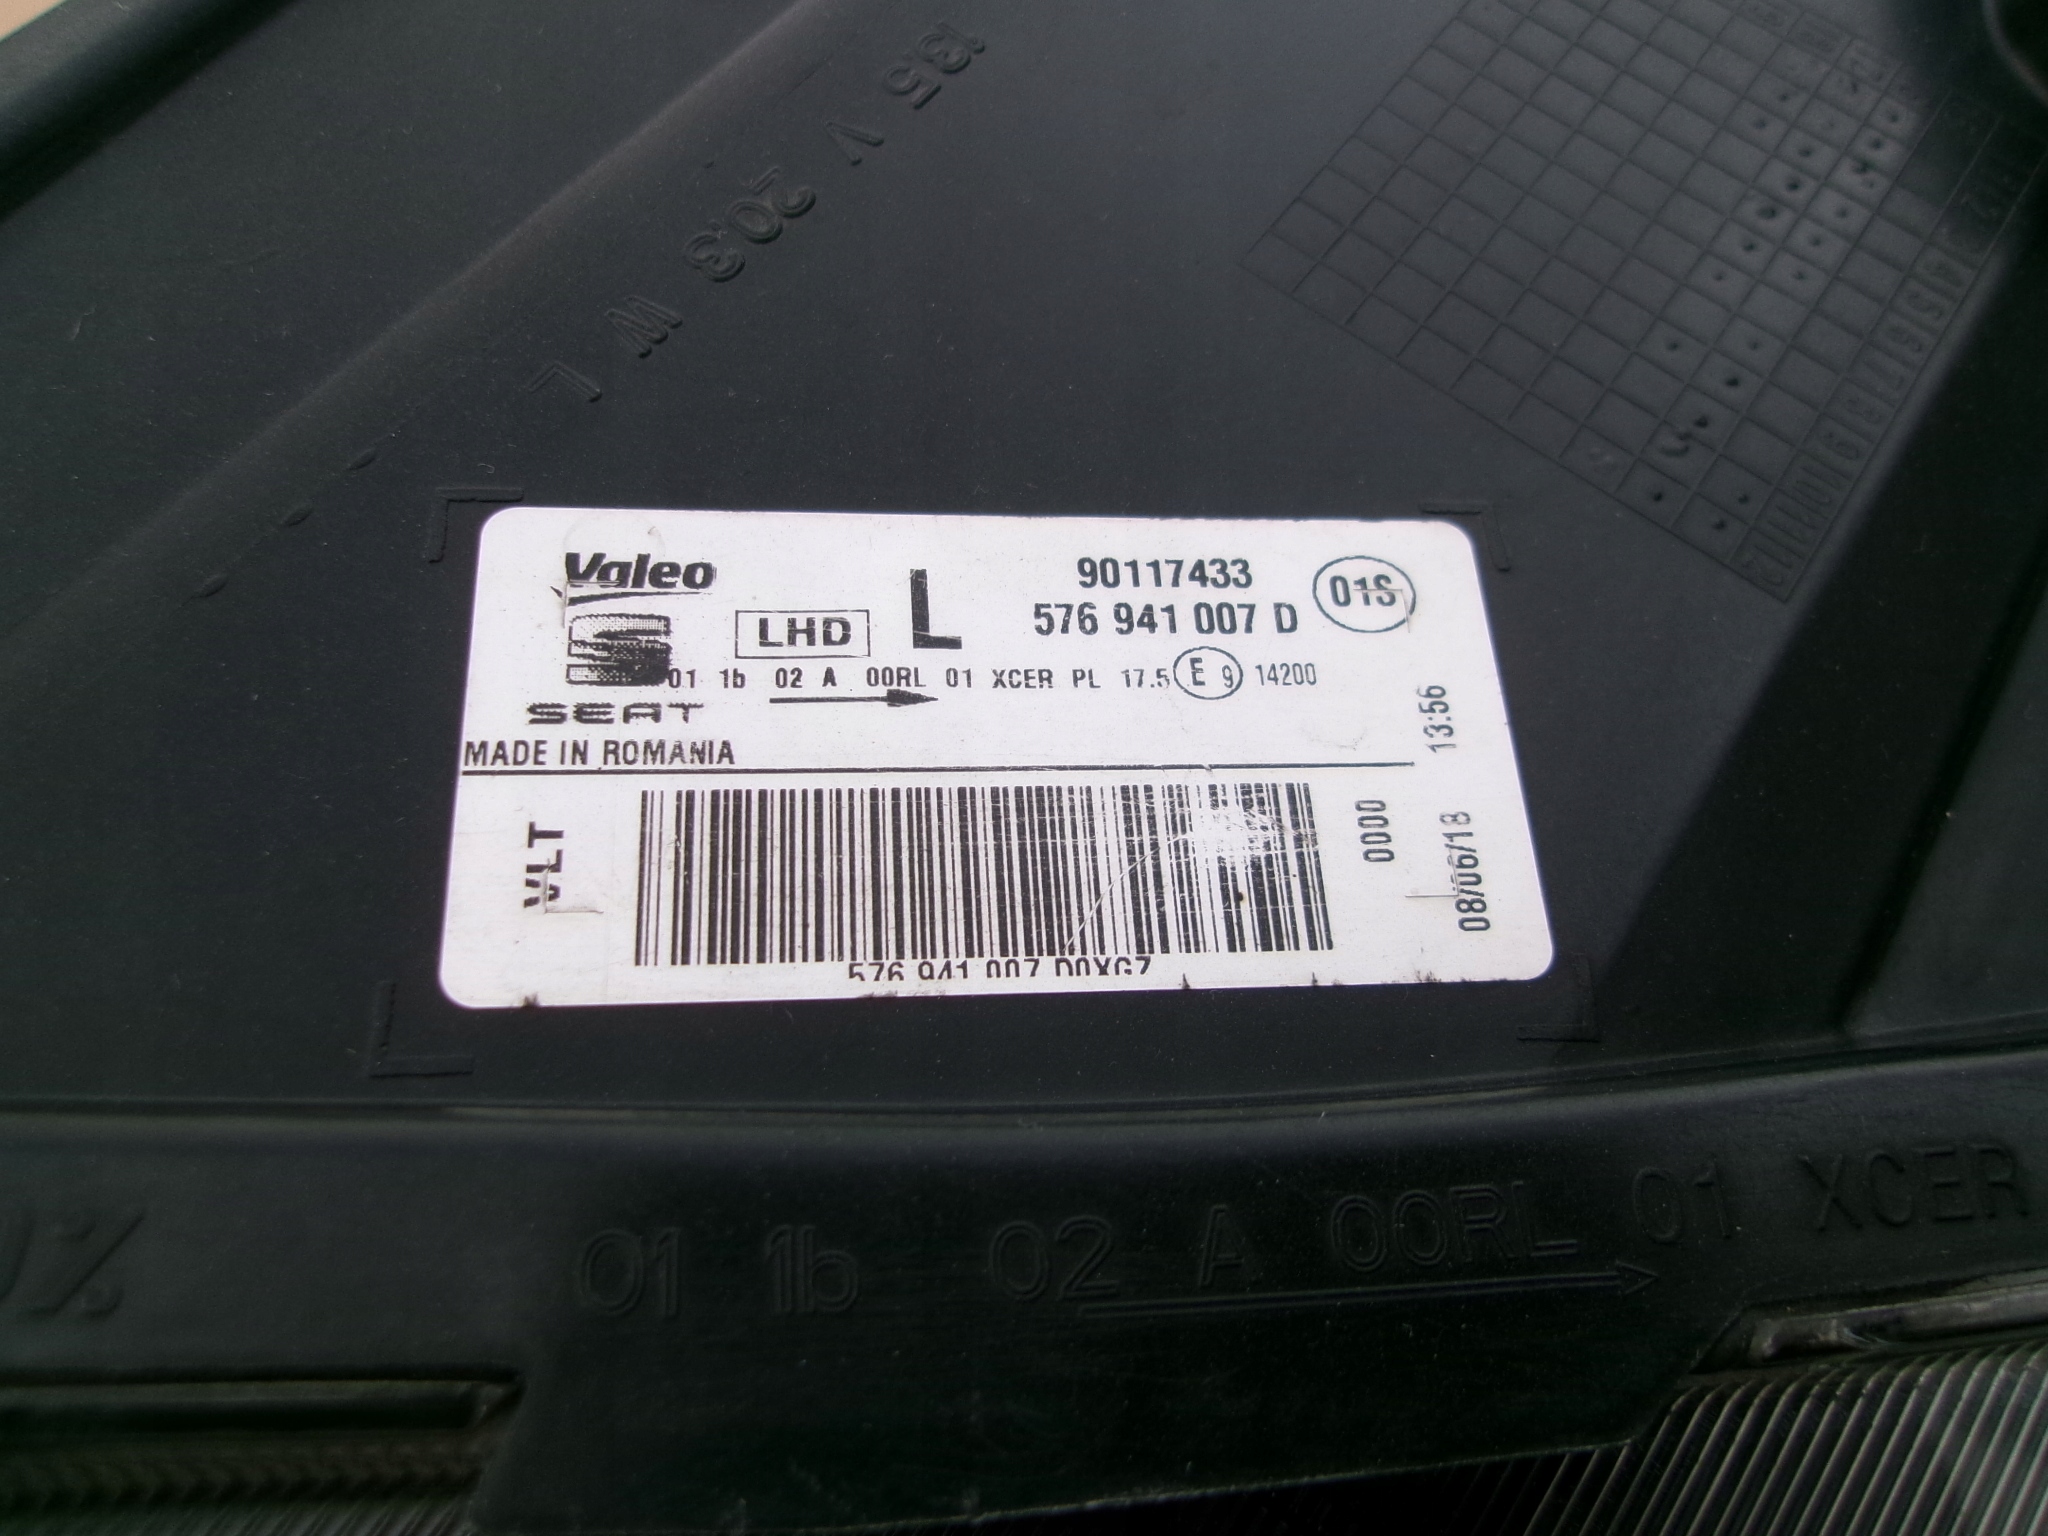 135 V 203 W L
Valeo
LHD
L
90117433
576 941 007 D
01S
01 1b 02 A 00RL 01 XCER PL 17.5 E 9 14200
SEAT
MADE IN ROMANIA
13:56
VLT
0000
08/06/18
576 941 007 D0XGZ
01 1b 02 A 00RL 01 XCER